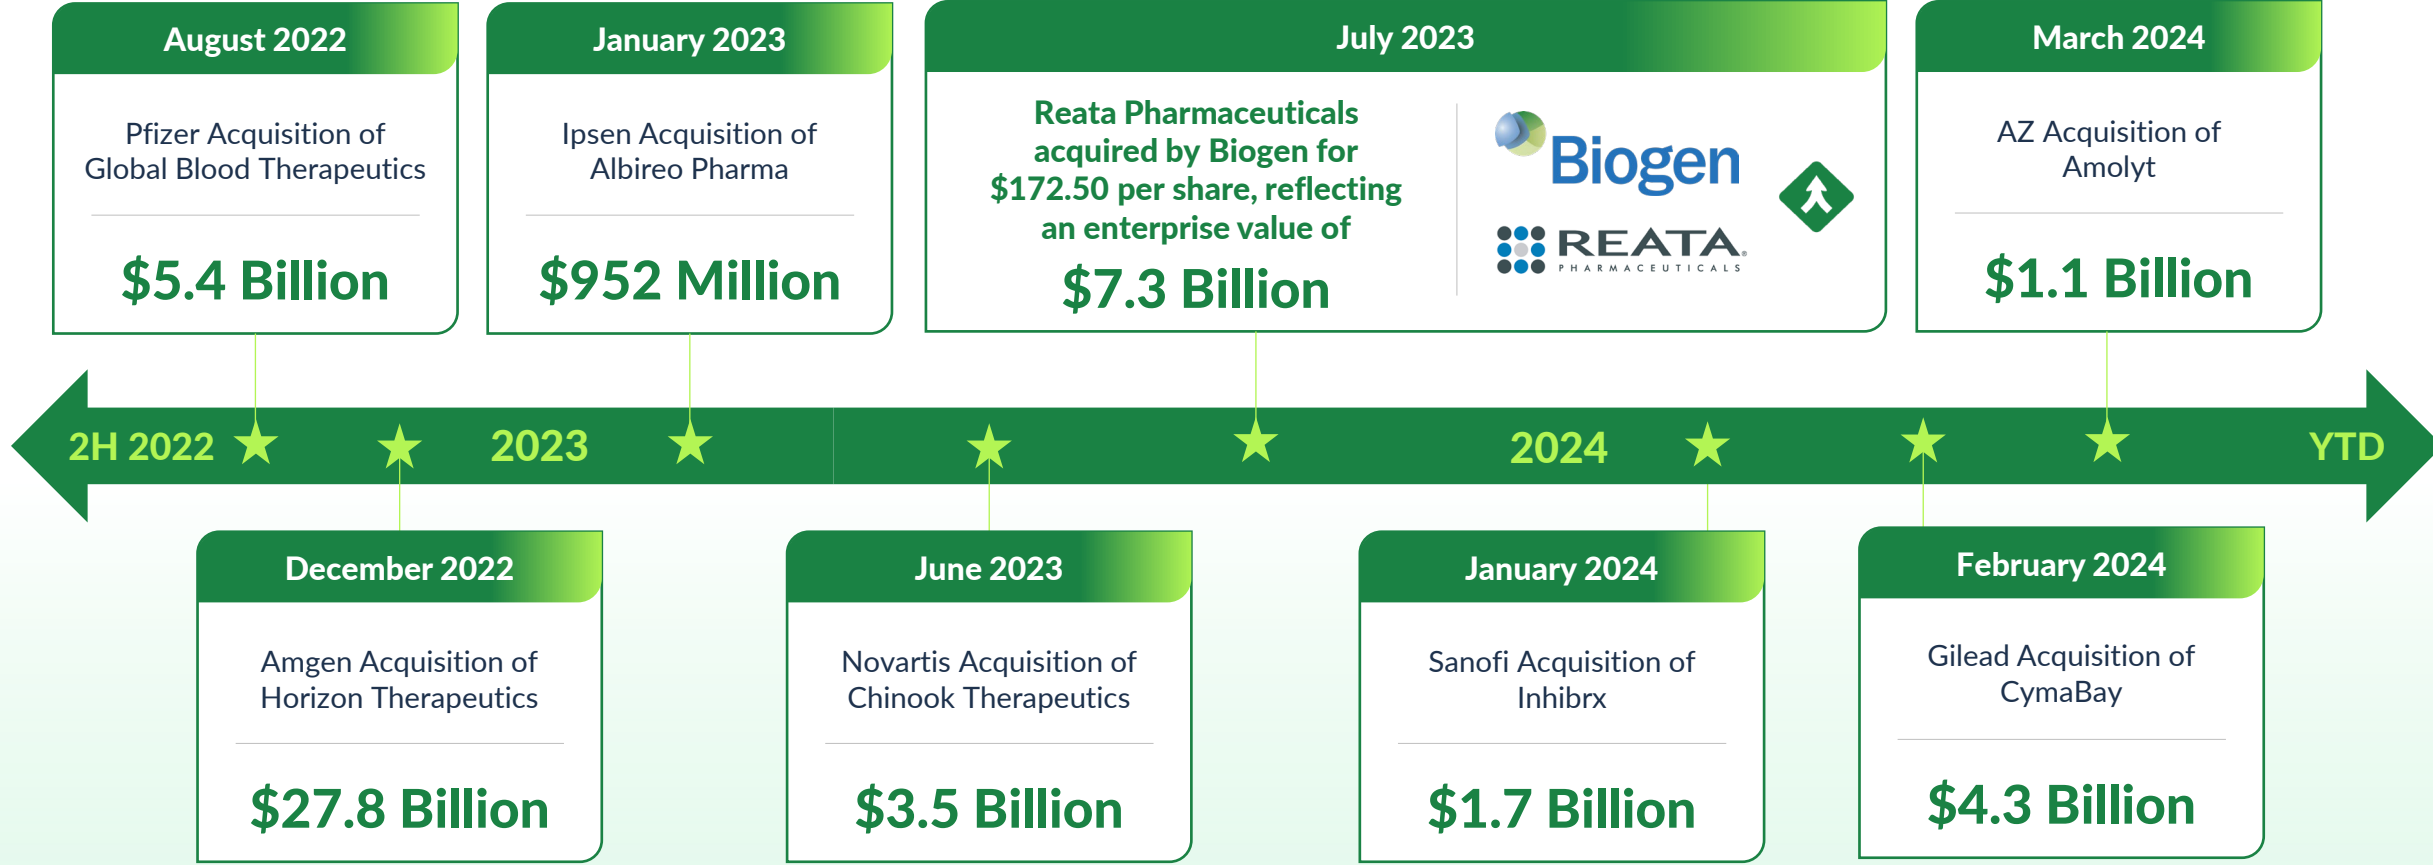 August 2022
Pfizer Acquisition of
Global Blood Therapeutics
$5.4 Billion
January 2023
Ipsen Acquisition of
Albireo Pharma
$952 Million
July 2023
Reata Pharmaceuticals
acquired by Biogen for
$172.50 per share, reflecting
an enterprise value of
$7.3 Billion
Biogen
REATA®
PHARMACEUTICALS
March 2024
AZ Acquisition of
Amolyt
$1.1 Billion
2H 2022
2023
2024
YTD
December 2022
Amgen Acquisition of
Horizon Therapeutics
$27.8 Billion
June 2023
Novartis Acquisition of
Chinook Therapeutics
$3.5 Billion
January 2024
Sanofi Acquisition of
Inhibrx
$1.7 Billion
February 2024
Gilead Acquisition of
CymaBay
$4.3 Billion